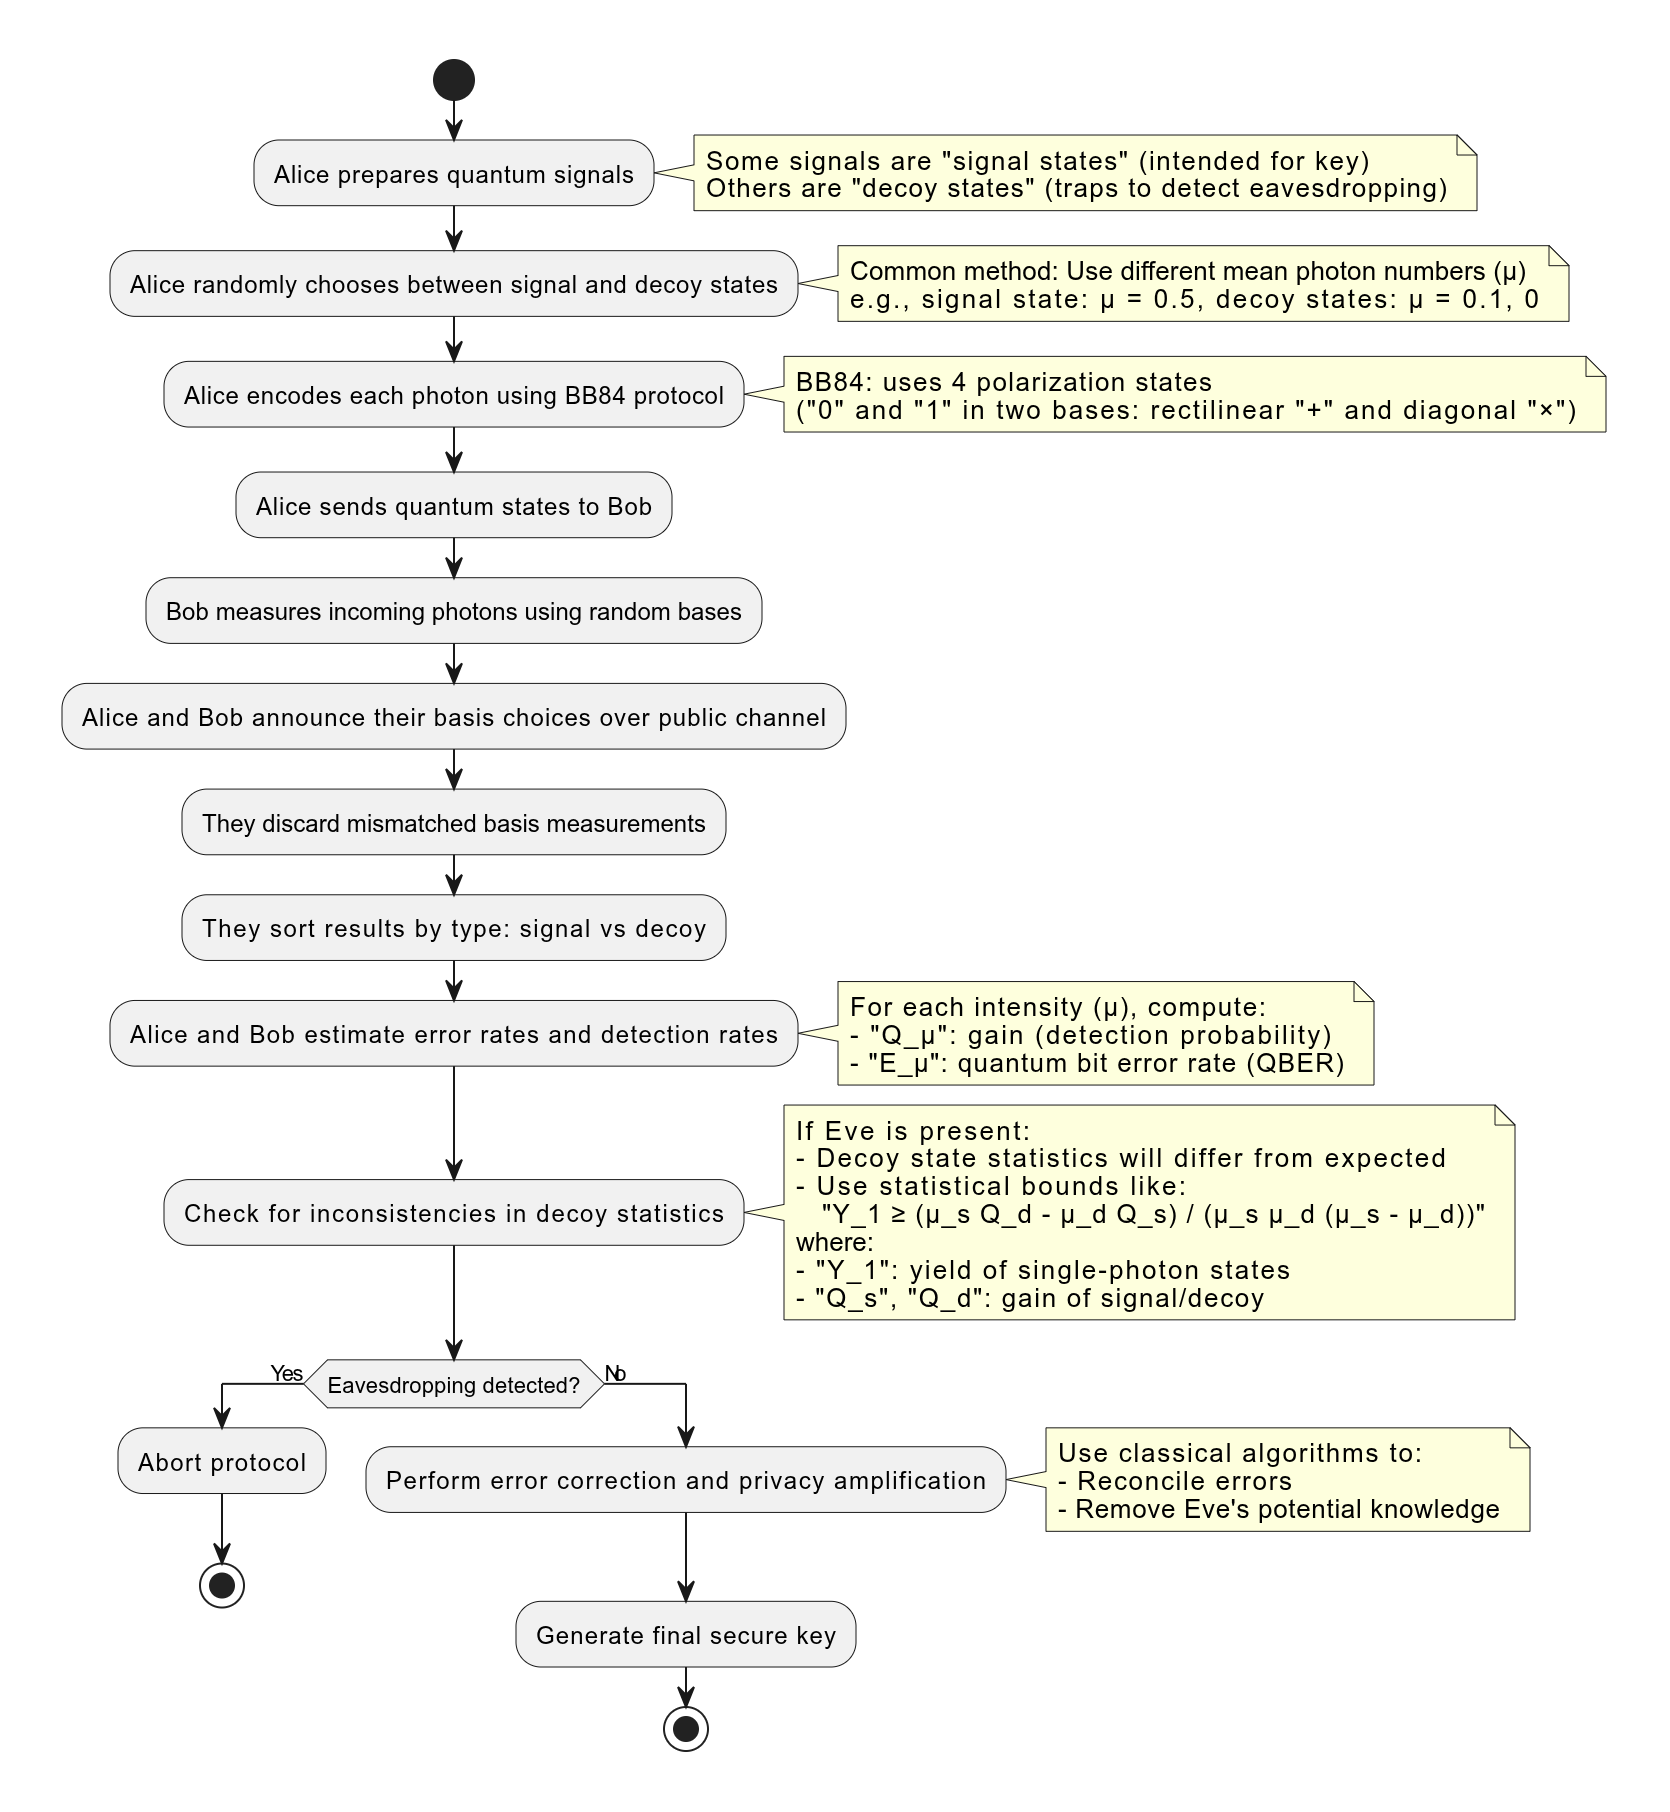 Alice prepares quantum signals
Some signals are "signal states" (intended for key)
Others are "decoy states" (traps to detect eavesdropping)
Alice randomly chooses between signal and decoy states
Common method: Use different mean photon numbers (μ)
e.g., signal state: μ = 0.5, decoy states: μ = 0.1, 0
Alice encodes each photon using BB84 protocol
BB84: uses 4 polarization states
("0" and "1" in two bases: rectilinear "+" and diagonal "×")
Alice sends quantum states to Bob
Bob measures incoming photons using random bases
Alice and Bob announce their basis choices over public channel
They discard mismatched basis measurements
They sort results by type: signal vs decoy
Alice and Bob estimate error rates and detection rates
For each intensity (μ), compute:
- "Q_μ": gain (detection probability)
- "E_μ": quantum bit error rate (QBER)
Check for inconsistencies in decoy statistics
If Eve is present:
- Decoy state statistics will differ from expected
- Use statistical bounds like:
"Y_1 ≥ (μ_s Q_d - μ_d Q_s) / (μ_s μ_d (μ_s - μ_d))"
where:
- "Y_1": yield of single-photon states
- "Q_s", "Q_d": gain of signal/decoy
Yes
Eavesdropping detected?
No
Abort protocol
Perform error correction and privacy amplification
Use classical algorithms to:
- Reconcile errors
- Remove Eve's potential knowledge
Generate final secure key